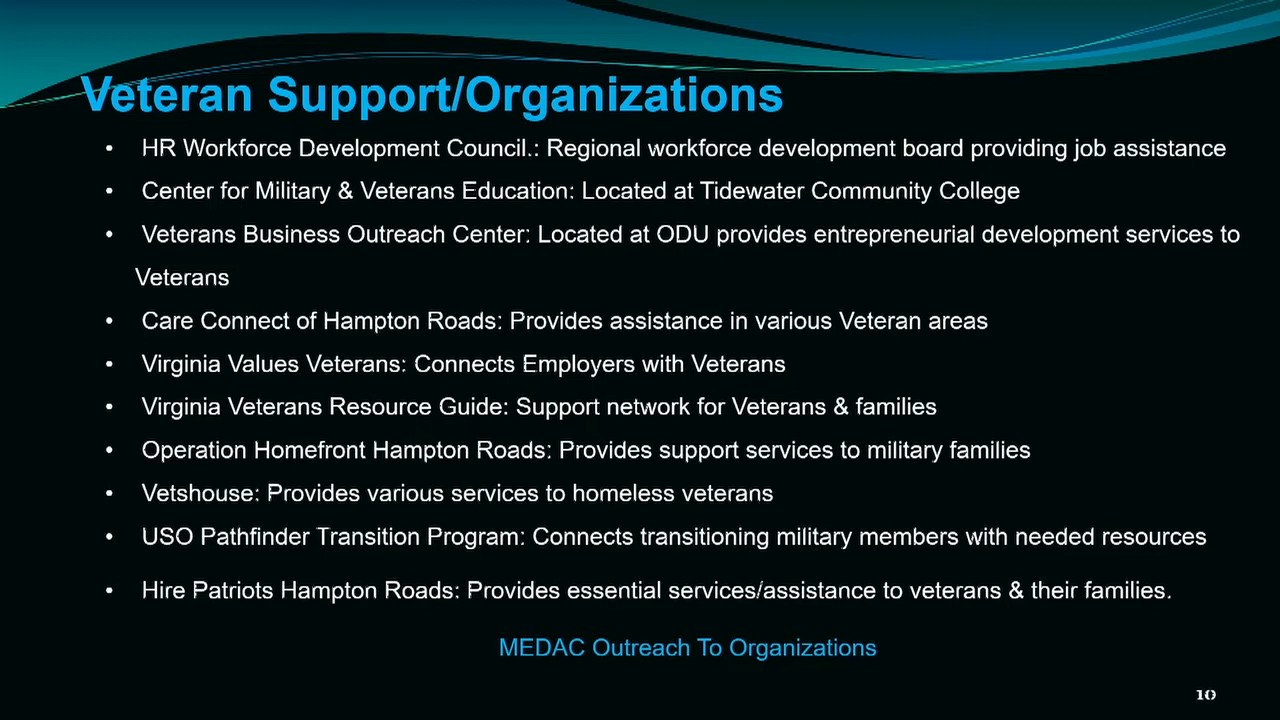 Veteran Support/Organizations
• HR Workforce Development Council.: Regional workforce development board providing job assistance
• Center for Military & Veterans Education: Located at Tidewater Community College
• Veterans Business Outreach Center: Located at ODU provides entrepreneurial development services to
Veterans
• Care Connect of Hampton Roads: Provides assistance in various Veteran areas
• Virginia Values Veterans: Connects Employers with Veterans
• Virginia Veterans Resource Guide: Support network for Veterans & families
• Operation Homefront Hampton Roads: Provides support services to military families
• Vetshouse: Provides various services to homeless veterans
• USO Pathfinder Transition Program: Connects transitioning military members with needed resources
• Hire Patriots Hampton Roads: Provides essential services/assistance to veterans & their families.
MEDAC Outreach To Organizations
10